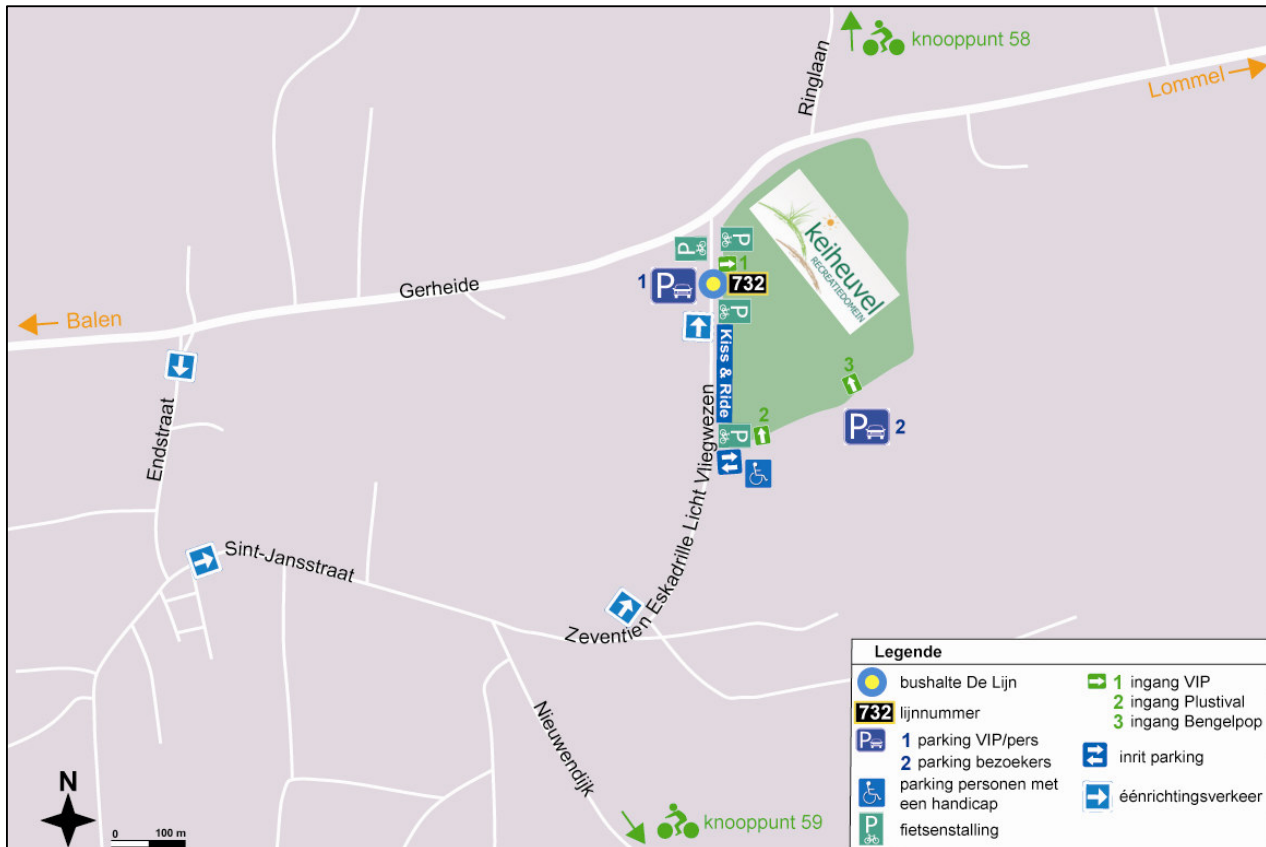 knooppunt 58
Ringlaan
Lommel
P
P
1
keiheuvel
RECREATIEDOMEIN
1 P
732
Gerheide
P
Balen
Kiss & Ride
3
2
P 2
P
Endstraat
Sint-Jansstraat
Zeventien Eskadrille Licht Vliegwezen
Nieuwendijk
knooppunt 59
N
0 100 m
Legende
bushalte De Lijn
732 lijnnummer
P 1 parking VIP/pers
2 parking bezoekers
parking personen met
een handicap
P fietsenstalling
1 ingang VIP
2 ingang Plustival
3 ingang Bengelpop
inrit parking
éénrichtingsverkeer